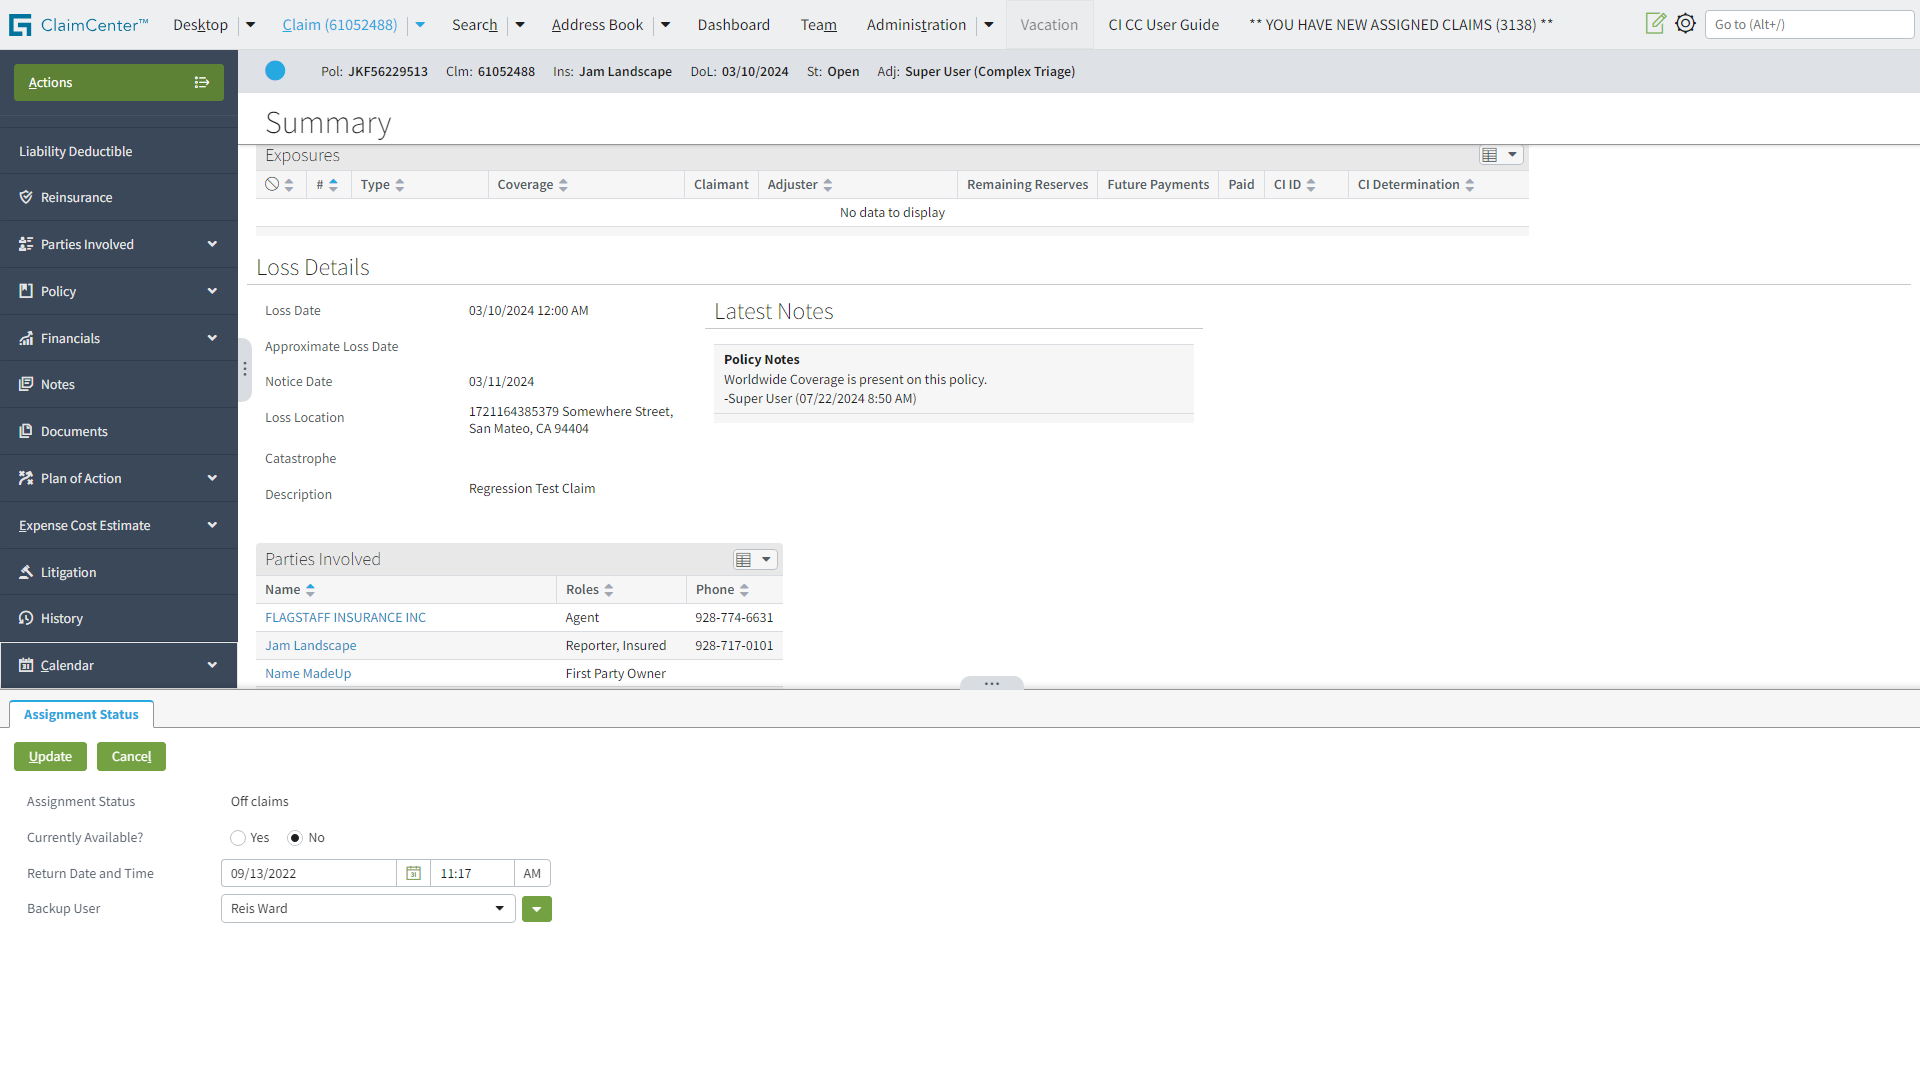 ClaimCenter™ Desktop Claim (61052488) Search Address Book Dashboard Team Administration Vacation CI CC User Guide ** YOU HAVE NEW ASSIGNED CLAIMS (3138) ** Go to (Alt+/)
Actions
Pol: JKF56229513 Clm: 61052488 Ins: Jam Landscape DoL: 03/10/2024 St: Open Adj: Super User (Complex Triage)
Liability Deductible
Reinsurance
Parties Involved
Policy
Financials
Notes
Documents
Plan of Action
Expense Cost Estimate
Litigation
History
Calendar
Summary
Exposures
# Type Coverage Claimant Adjuster Remaining Reserves Future Payments Paid CI ID CI Determination
No data to display
Loss Details
Loss Date 03/10/2024 12:00 AM
Approximate Loss Date
Notice Date 03/11/2024
Loss Location 1721164385379 Somewhere Street,
San Mateo, CA 94404
Catastrophe
Description Regression Test Claim
Latest Notes
Policy Notes
Worldwide Coverage is present on this policy.
-Super User (07/22/2024 8:50 AM)
Parties Involved
Name Roles Phone
FLAGSTAFF INSURANCE INC Agent 928-774-6631
Jam Landscape Reporter, Insured 928-717-0101
Name MadeUp First Party Owner
Assignment Status
Update Cancel
Assignment Status Off claims
Currently Available? Yes No
Return Date and Time 09/13/2022 11:17 AM
Backup User Reis Ward